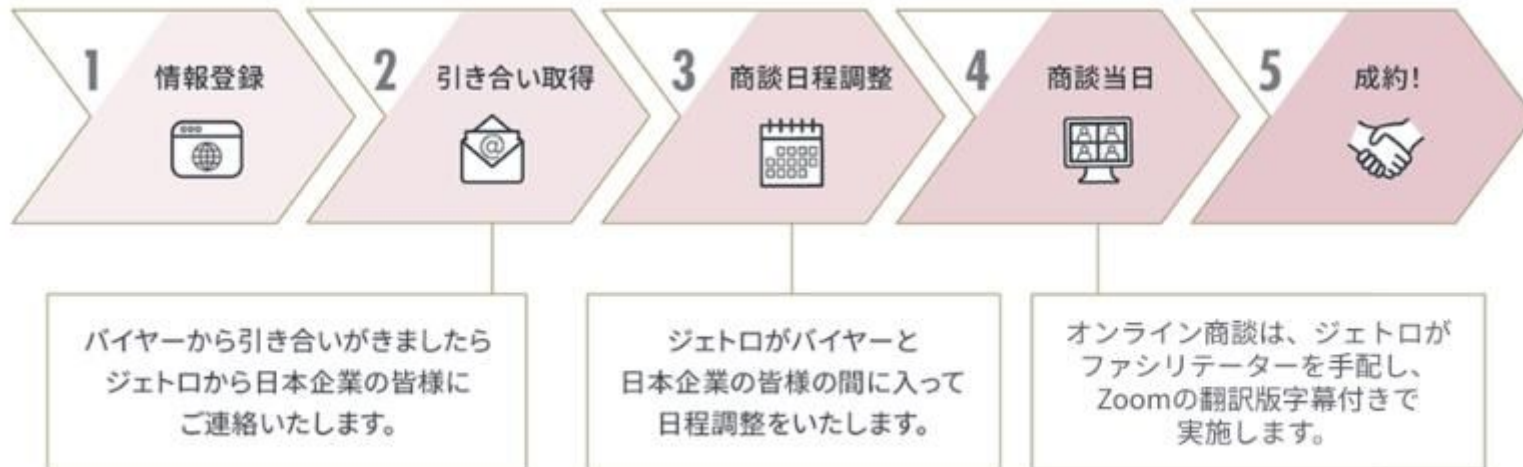 1 情報登録
2 引き合い取得
@
3 商談日程調整
4 商談当日
5 成約！
バイヤーから引き合いがきましたら
ジェトロから日本企業の皆様に
ご連絡いたします。
ジェトロがバイヤーと
日本企業の皆様の間に入って
日程調整をいたします。
オンライン商談は、ジェトロが
ファシリテーターを手配し、
Zoomの翻訳版字幕付きで
実施します。